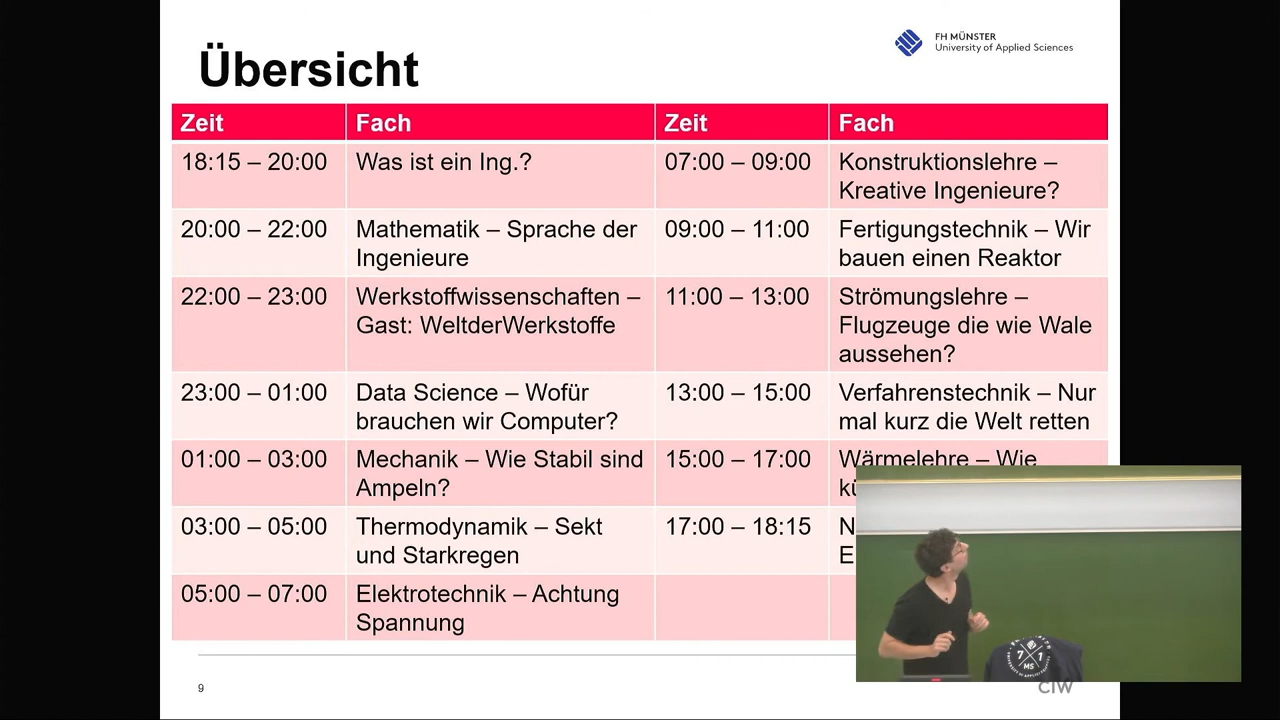 FH MÜNSTER
University of Applied Sciences
Übersicht
Zeit Fach Zeit Fach
18:15 – 20:00 Was ist ein Ing.? 07:00 – 09:00 Konstruktionslehre –
Kreative Ingenieure?
20:00 – 22:00 Mathematik – Sprache der 09:00 – 11:00 Fertigungstechnik – Wir
Ingenieure bauen einen Reaktor
22:00 – 23:00 Werkstoffwissenschaften – 11:00 – 13:00 Strömungslehre –
Gast: WeltderWerkstoffe Flugzeuge die wie Wale
aussehen?
23:00 – 01:00 Data Science – Wofür 13:00 – 15:00 Verfahrenstechnik – Nur
brauchen wir Computer? mal kurz die Welt retten
01:00 – 03:00 Mechanik – Wie Stabil sind 15:00 – 17:00 Wärmelehre – Wie
Ampeln?
03:00 – 05:00 Thermodynamik – Sekt 17:00 – 18:15
und Starkregen
05:00 – 07:00 Elektrotechnik – Achtung
Spannung
7 1
MS
9
CIW